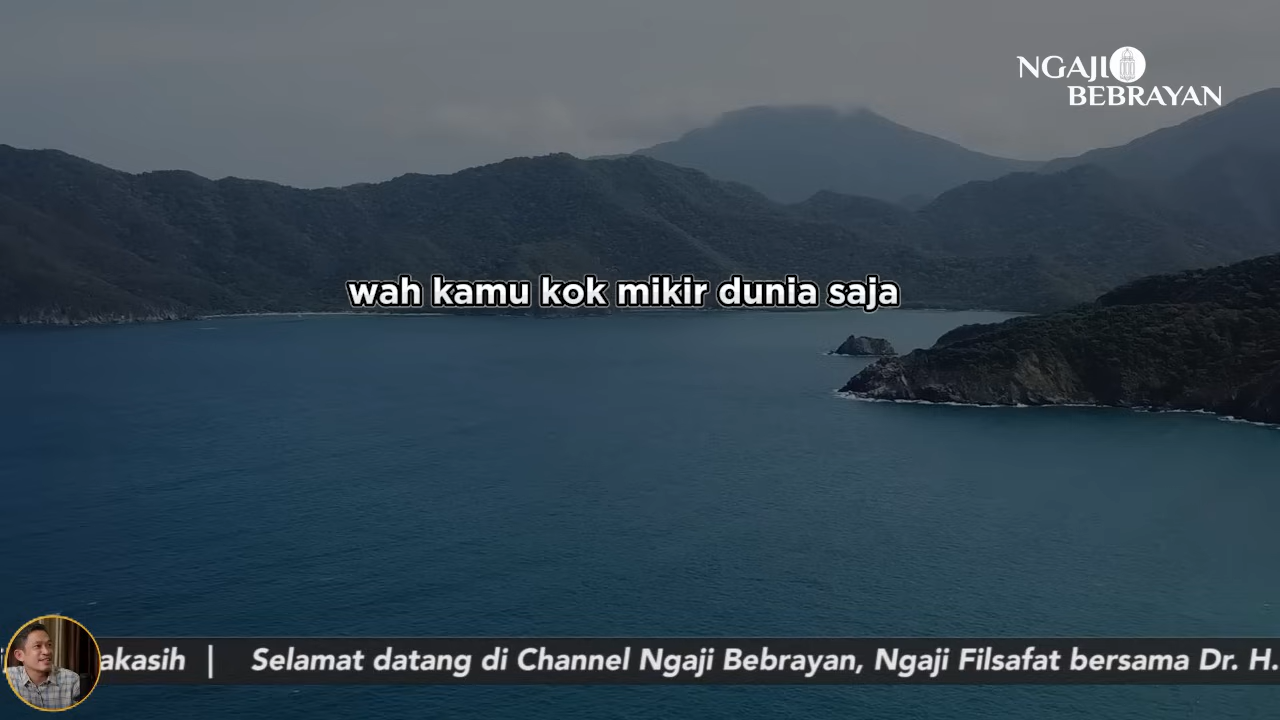 NGAJI
BEBRAYAN
wah kamu kok mikir dunia saja
akasih | Selamat datang di Channel Ngaji Bebrayan, Ngaji Filsafat bersama Dr. H.